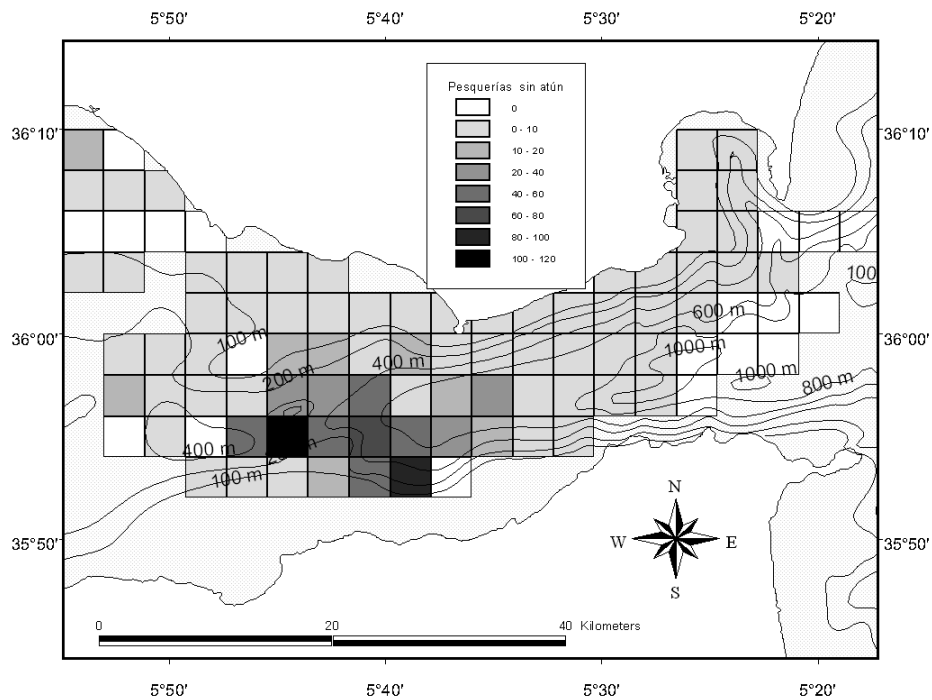 5°50' 5°40' 5°30' 5°20'
Pesquerías sin atún
0
0 - 10
10 - 20
20 - 40
40 - 60
60 - 80
80 - 100
100 - 120
36°10' 36°10'
100
600 m
36°00' 36°00'
100 m
400 m
1000 m
200 m
1000 m
800 m
400 m
100 m
N
W E
S
35°50' 35°50'
0 20 40 Kilometers
5°50' 5°40' 5°30' 5°20'